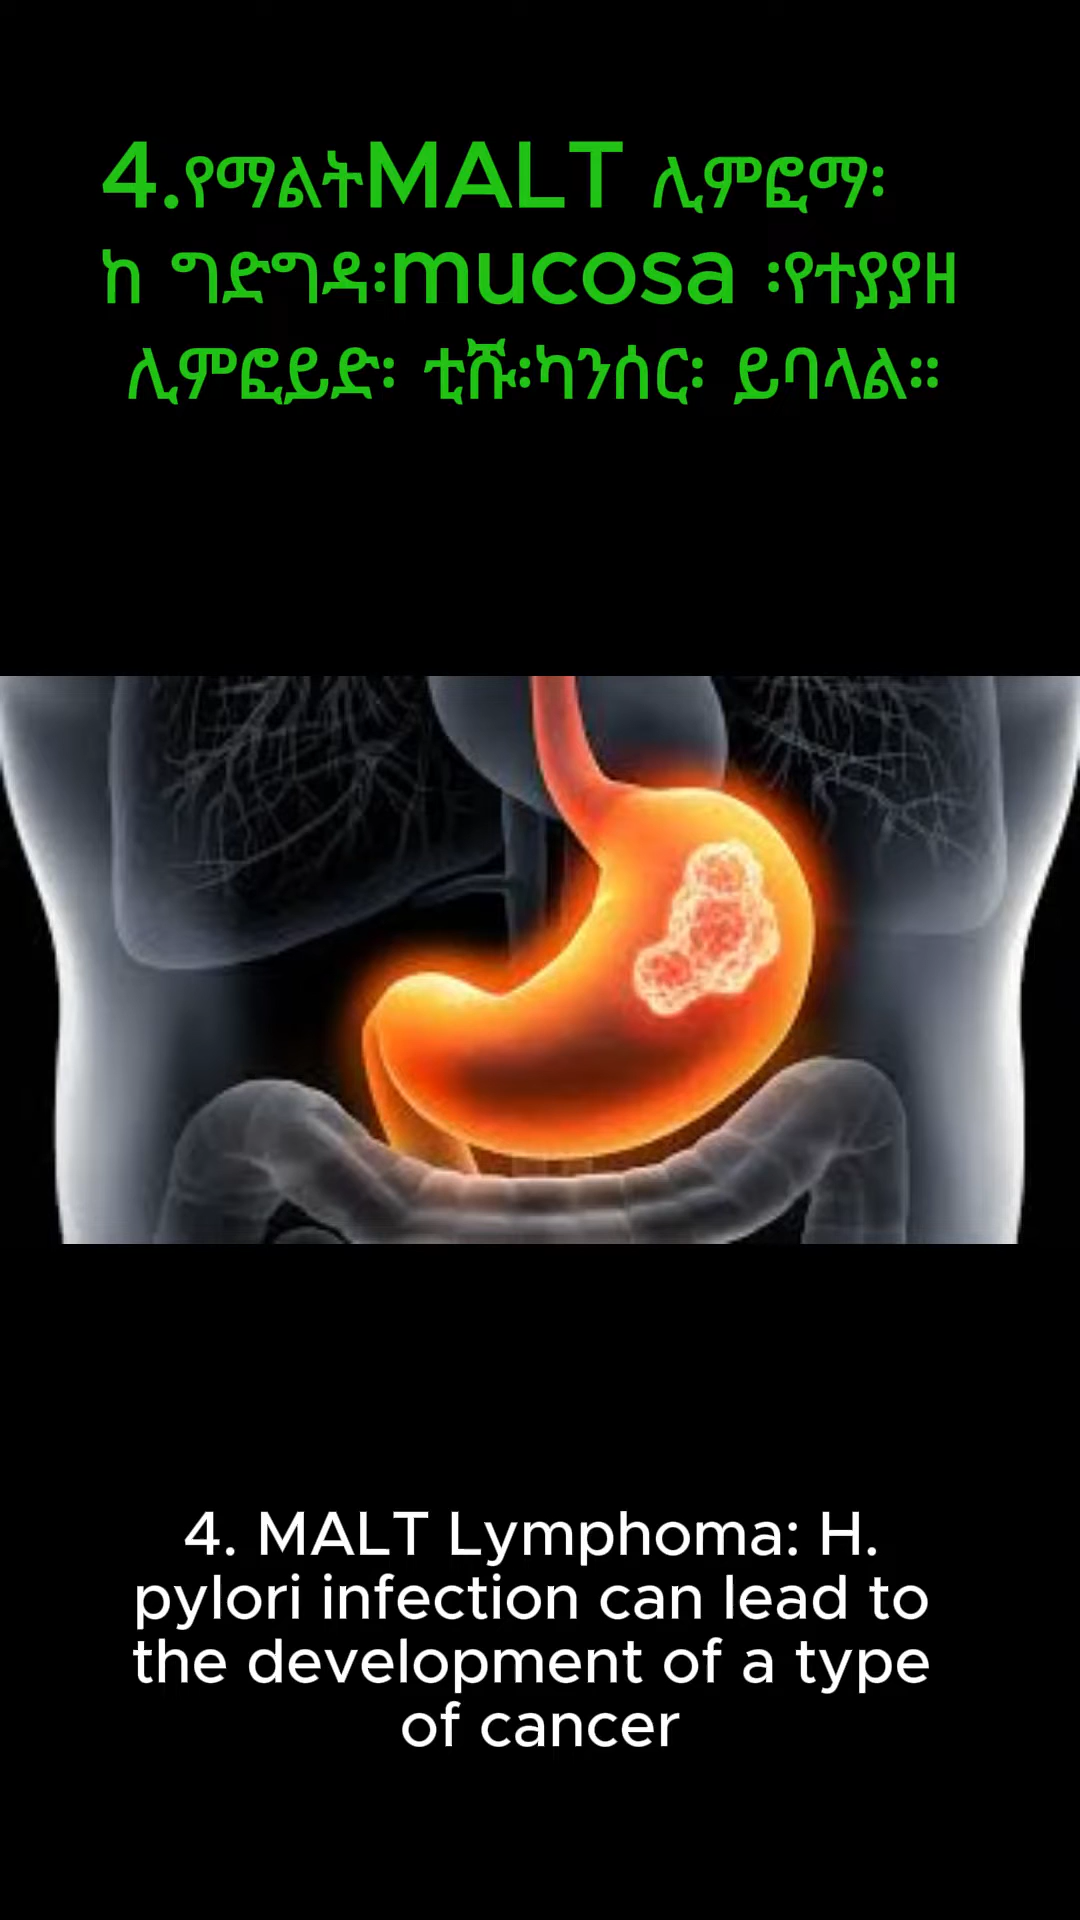 4.የማልትMALT ሊምፎማ፡
ከ ግድግዳ፡mucosa ፡የተያያዘ
ሊምፎይድ፡ ቲሹ፡ካንሰር፡ ይባላል።
4. MALT Lymphoma: H.
pylori infection can lead to
the development of a type
of cancer